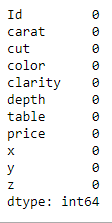 Id 0
carat 0
cut 0
color 0
clarity 0
depth 0
table 0
price 0
x 0
y 0
z 0
dtype: int64